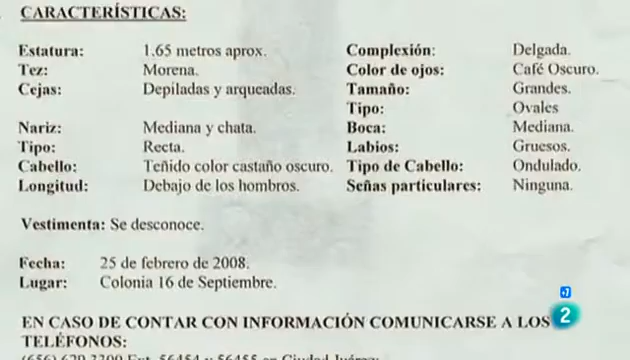 CARACTERÍSTICAS:
Estatura: 1.65 metros aprox. Complexión: Delgada.
Tez: Morena. Color de ojos: Café Oscuro.
Cejas: Depiladas y arqueadas. Tamaño: Grandes.
Tipo: Ovales
Nariz: Mediana y chata. Boca: Mediana.
Tipo: Recta. Labios: Gruesos.
Cabello: Teñido color castaño oscuro. Tipo de Cabello: Ondulado.
Longitud: Debajo de los hombros. Señas particulares: Ninguna.
Vestimenta: Se desconoce.
Fecha: 25 de febrero de 2008.
Lugar: Colonia 16 de Septiembre.
+7
2
EN CASO DE CONTAR CON INFORMACIÓN COMUNICARSE A LOS
TELÉFONOS: